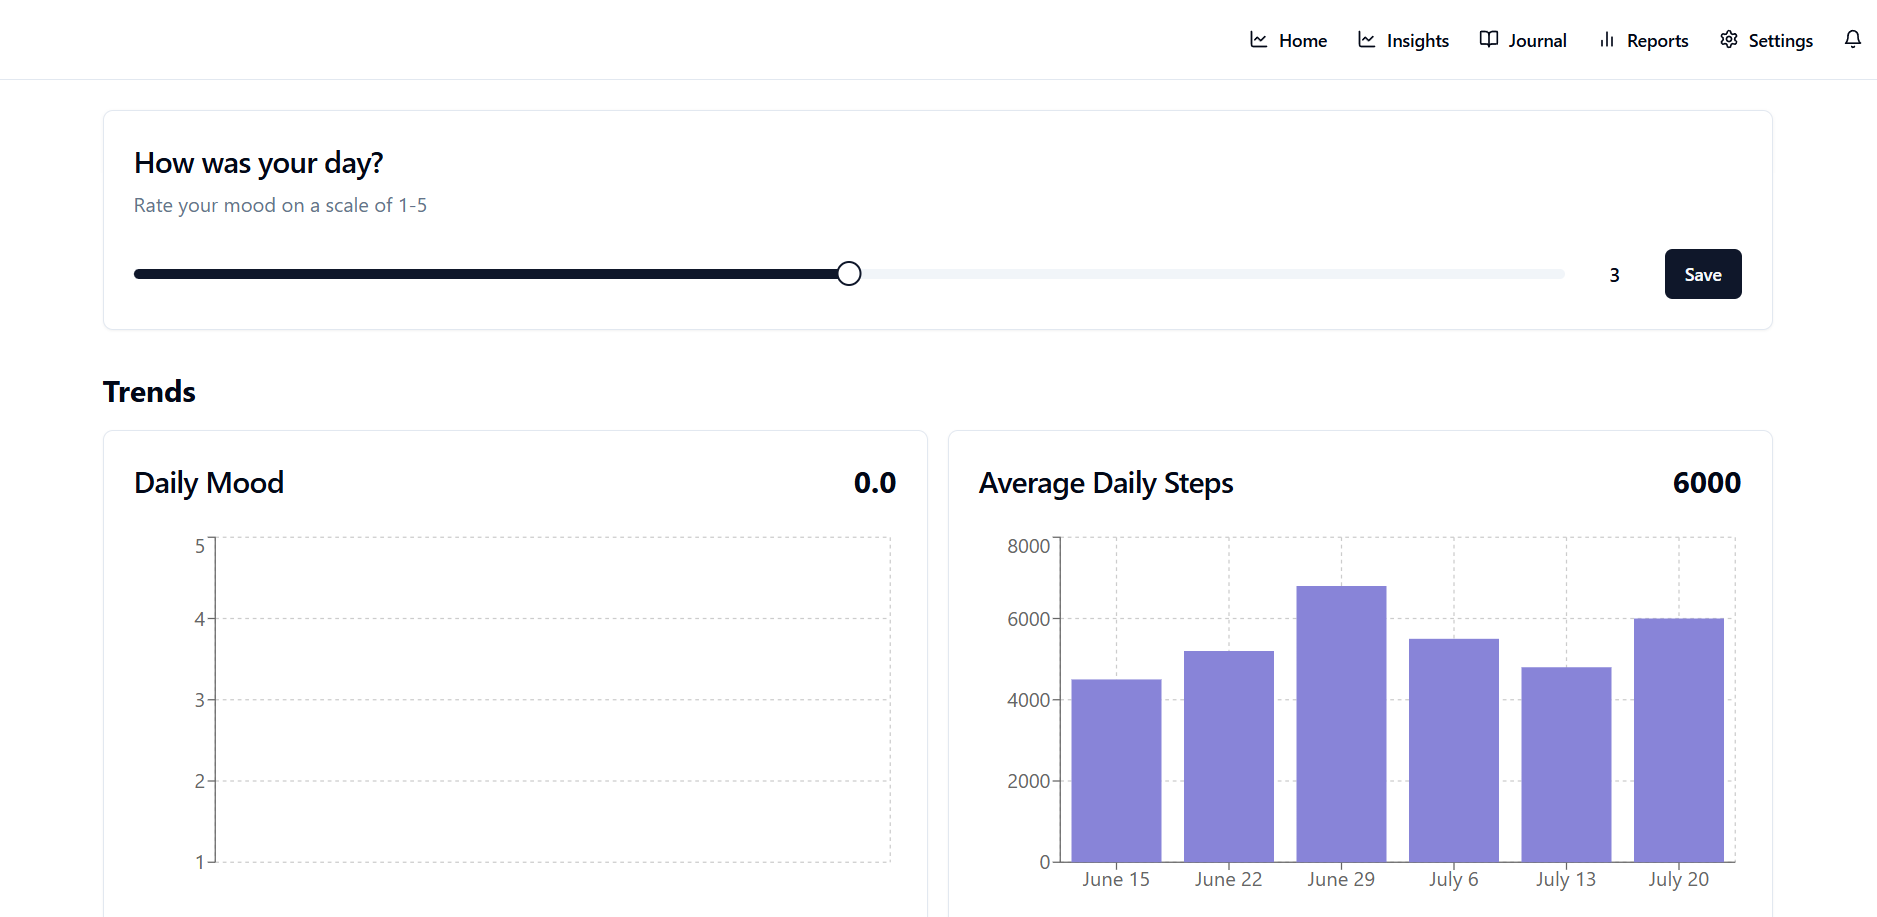 Home Insights Journal Reports Settings
How was your day?
Rate your mood on a scale of 1-5
3 Save
Trends
Daily Mood 0.0
5
4
3
2
1
Average Daily Steps 6000
8000
6000
4000
2000
0
June 15 June 22 June 29 July 6 July 13 July 20